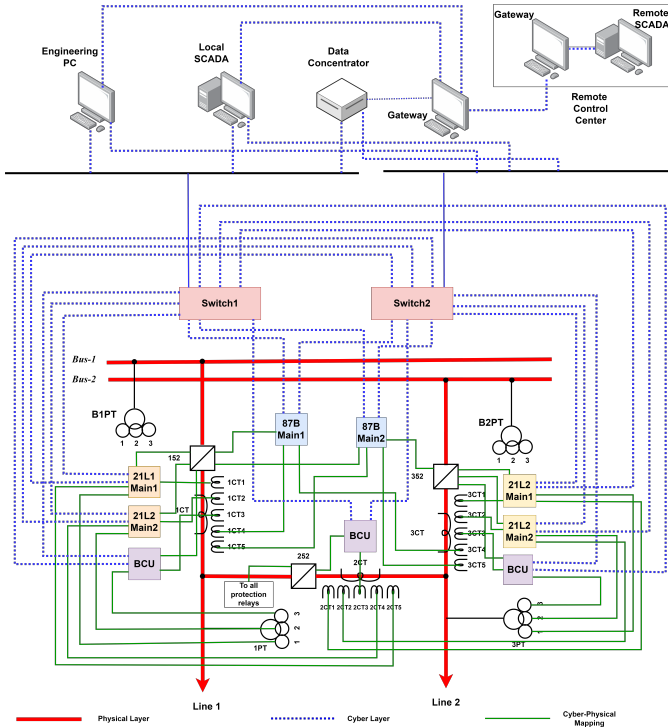 Gateway
Remote
SCADA
Engineering
PC
Local
SCADA
Data
Concentrator
Gateway
Remote
Control
Center
Switch1
Switch2
Bus-1
Bus-2
B1PT
1 2 3
87B
Main1
87B
Main2
B2PT
1 2 3
152
352
21L1
Main1
21L2
Main2
BCU
1CT
1CT1
1CT2
1CT3
1CT4
1CT5
BCU
3CT
3CT1
3CT2
3CT3
3CT4
3CT5
21L2
Main1
21L2
Main2
BCU
252
2CT
To all
protection
relays
2CT1 2CT2 2CT3 2CT4 2CT5
1PT
3
2
1
3PT
3
2
1
Line 1
Line 2
Physical Layer
Cyber Layer
Cyber-Physical
Mapping